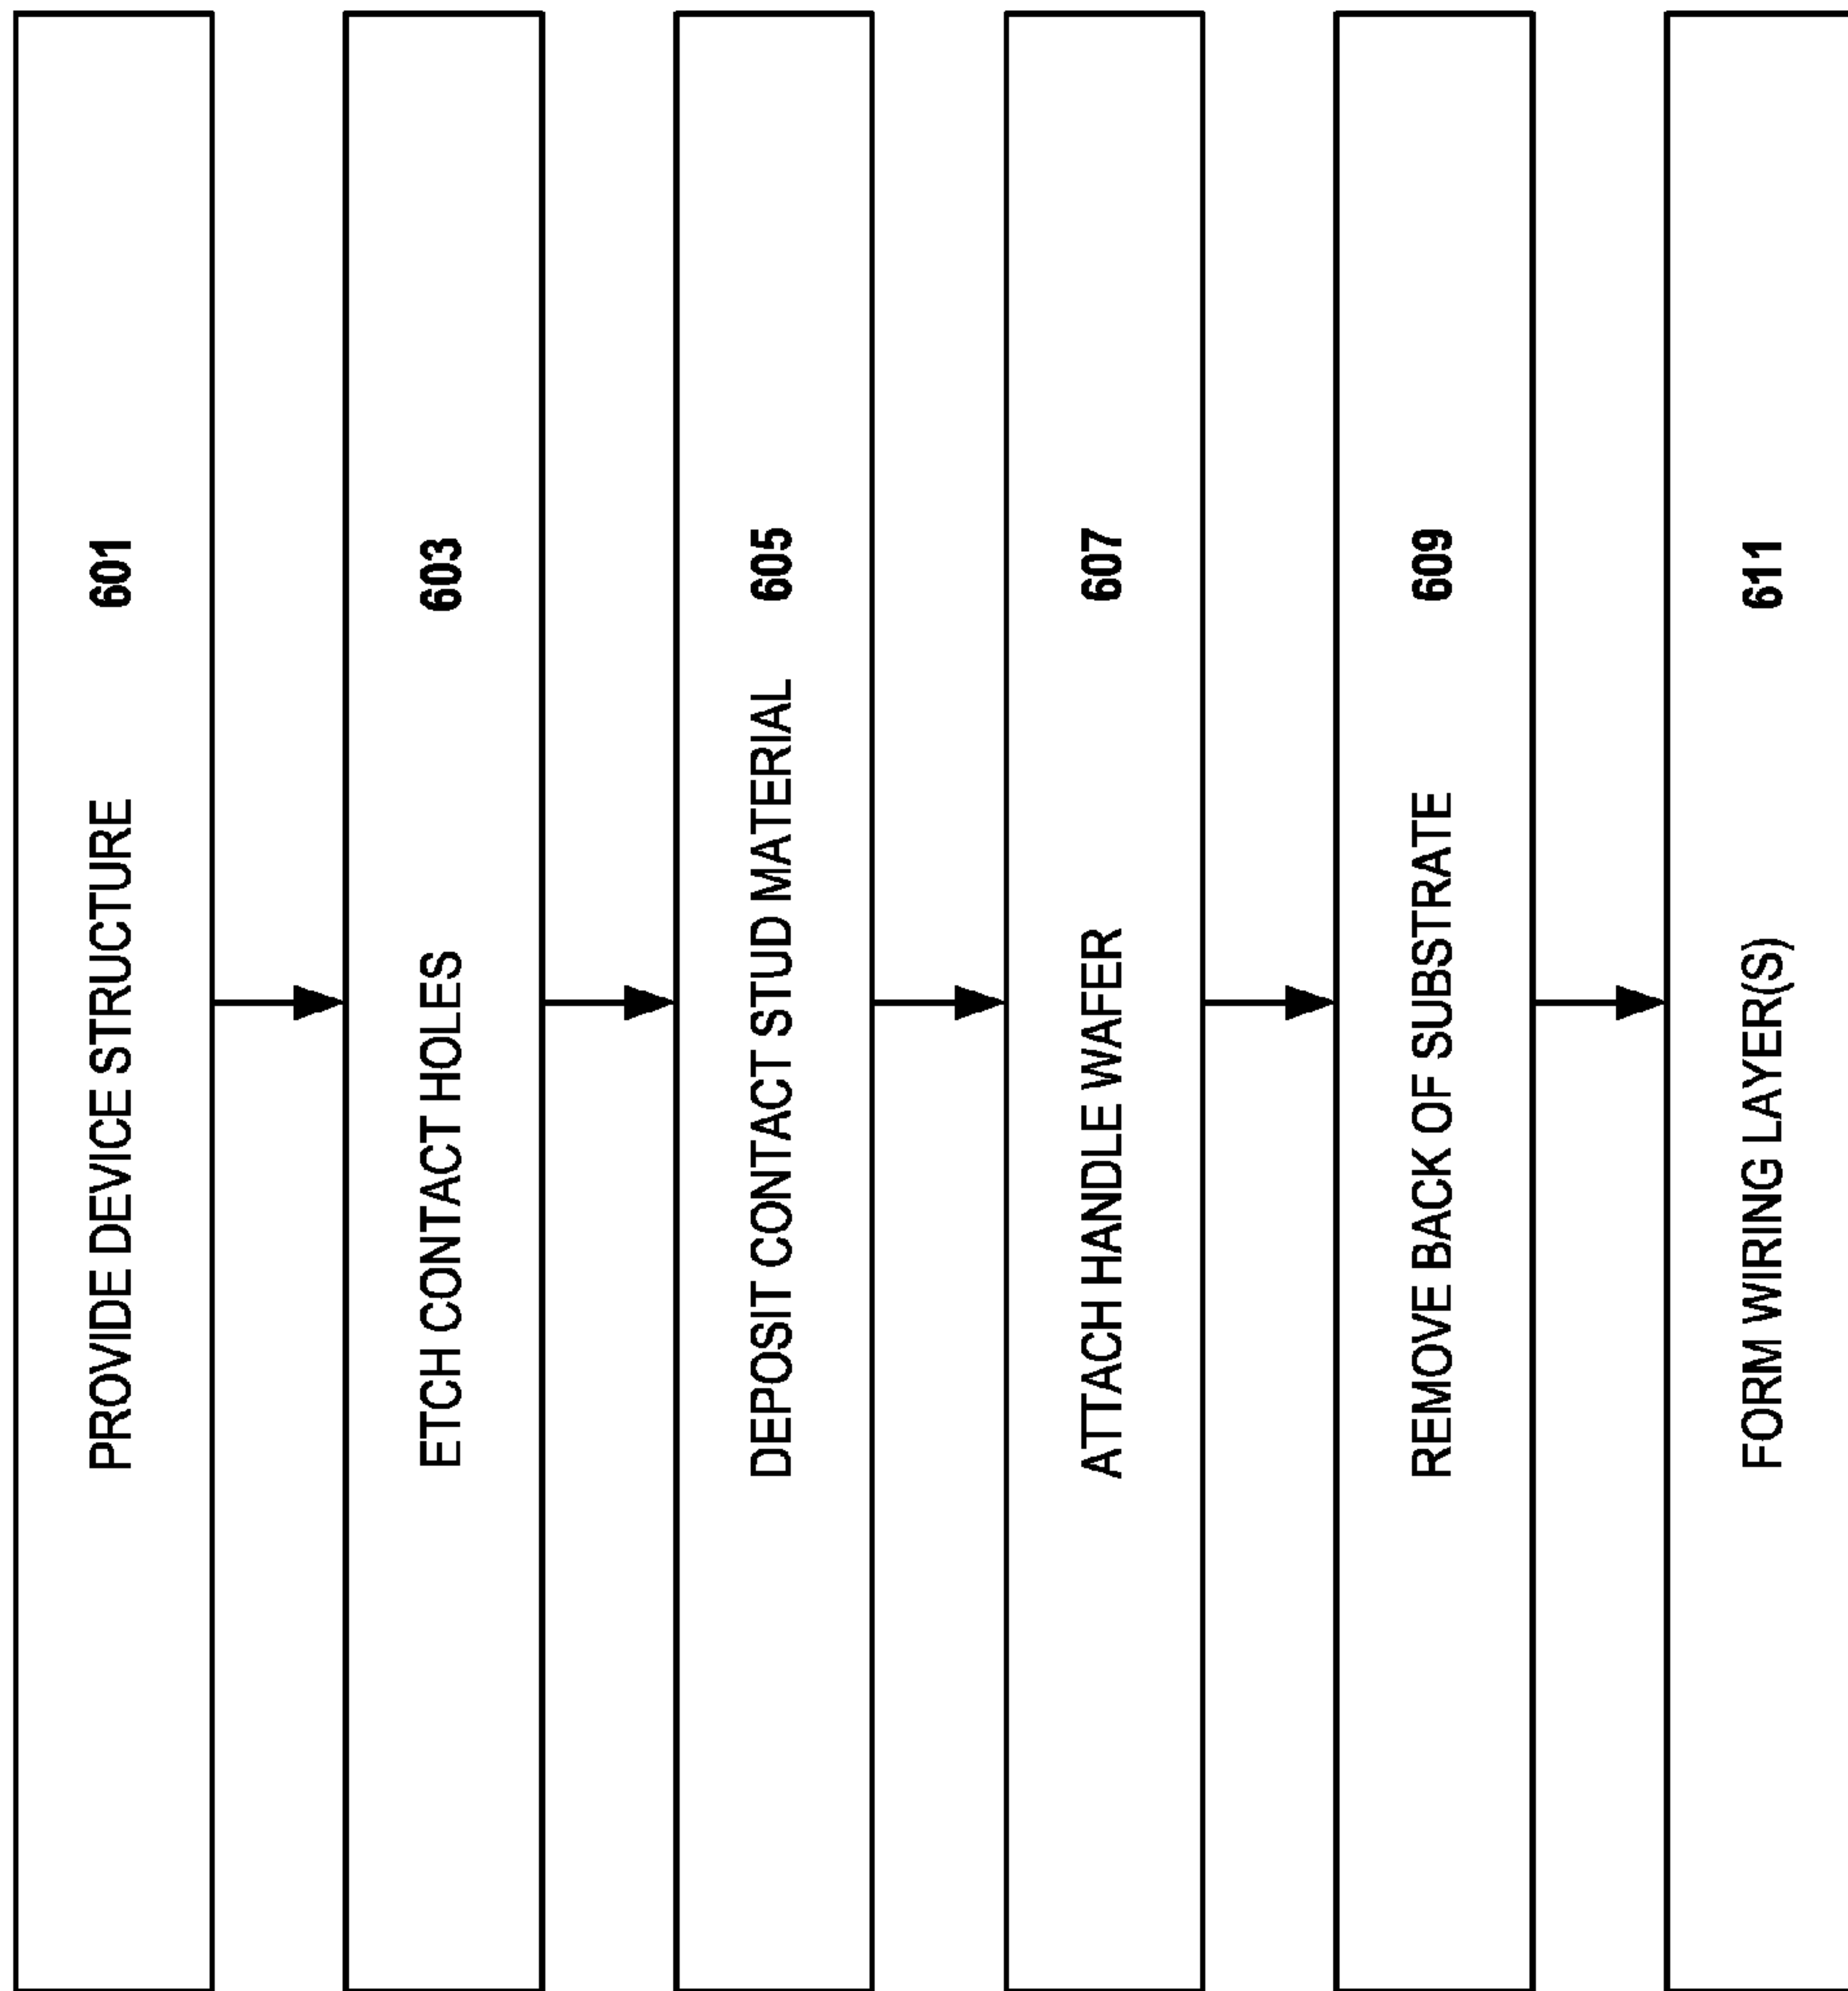 PROVIDE DEVICE STRUCTURE 601
ETCH CONTACT HOLES 603
DEPOSIT CONTACT STUD MATERIAL 605
ATTACH HANDLE WAFER 607
REMOVE BACK OF SUBSTRATE 609
FORM WIRING LAYER(S) 611